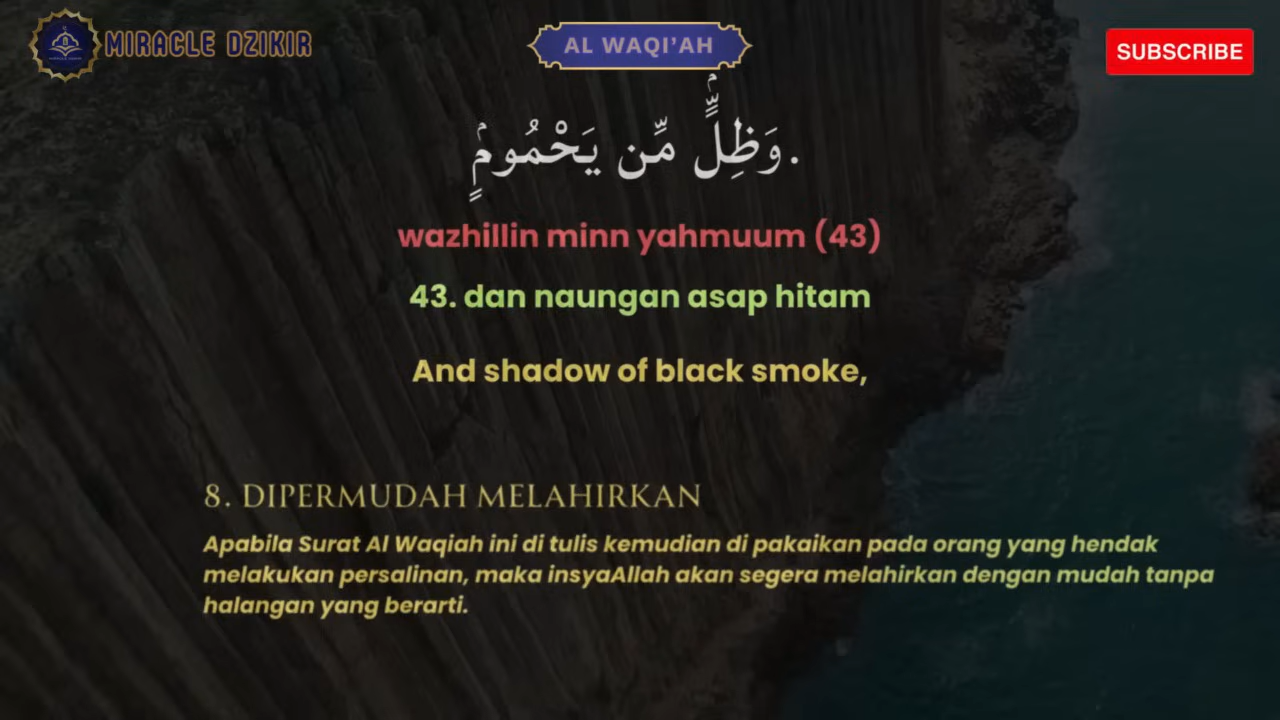 MIRACLE DZIKIR
AL WAQI'AH
SUBSCRIBE
وَظِلٍّۢ مِّن يَحْمُومٍۢ.
wazhillin minn yahmuum (43)
43. dan naungan asap hitam
And shadow of black smoke,
8. DIPERMUDAH MELAHIRKAN
Apabila Surat Al Waqiah ini di tulis kemudian di pakaikan pada orang yang hendak
melakukan persalinan, maka insyaAllah akan segera melahirkan dengan mudah tanpa
halangan yang berarti.